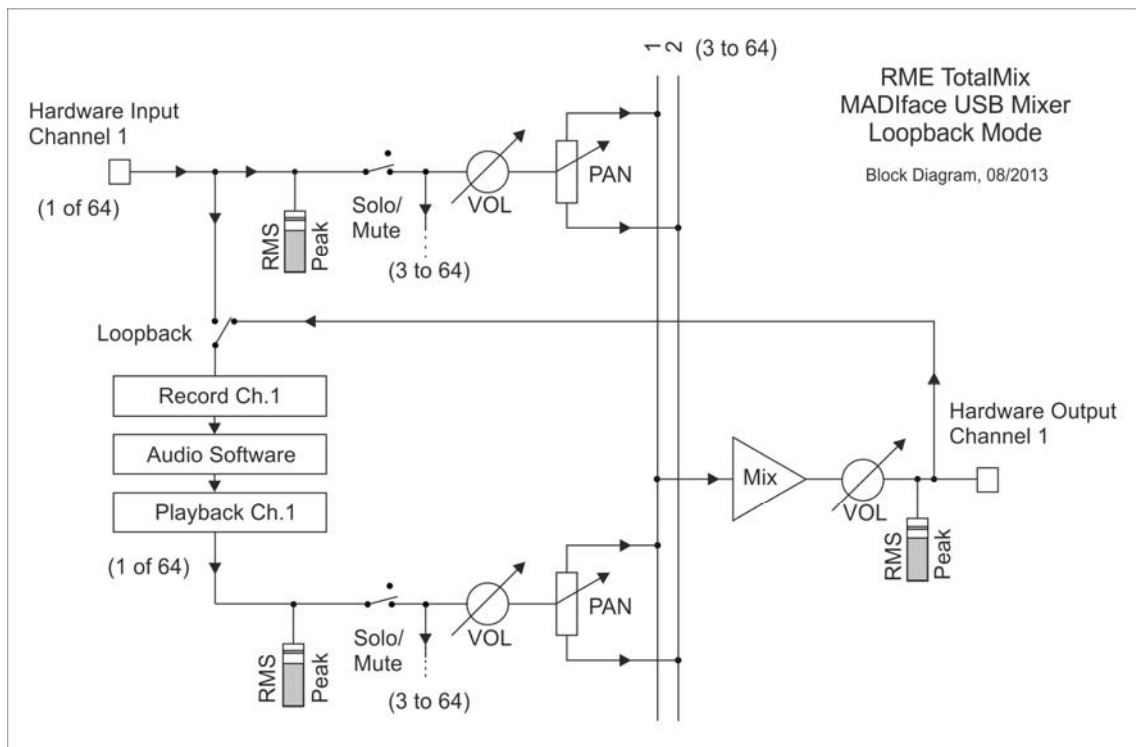 1
2
(3 to 64)
RME TotalMix
MADIface USB Mixer
Loopback Mode
Block Diagram, 08/2013
Hardware Input
Channel 1
(1 of 64)
RMS
Peak
Solo/
Mute
(3 to 64)
VOL
PAN
Loopback
Record Ch.1
Audio Software
Playback Ch.1
(1 of 64)
RMS
Peak
Solo/
Mute
(3 to 64)
VOL
PAN
Mix
VOL
RMS
Peak
Hardware Output
Channel 1